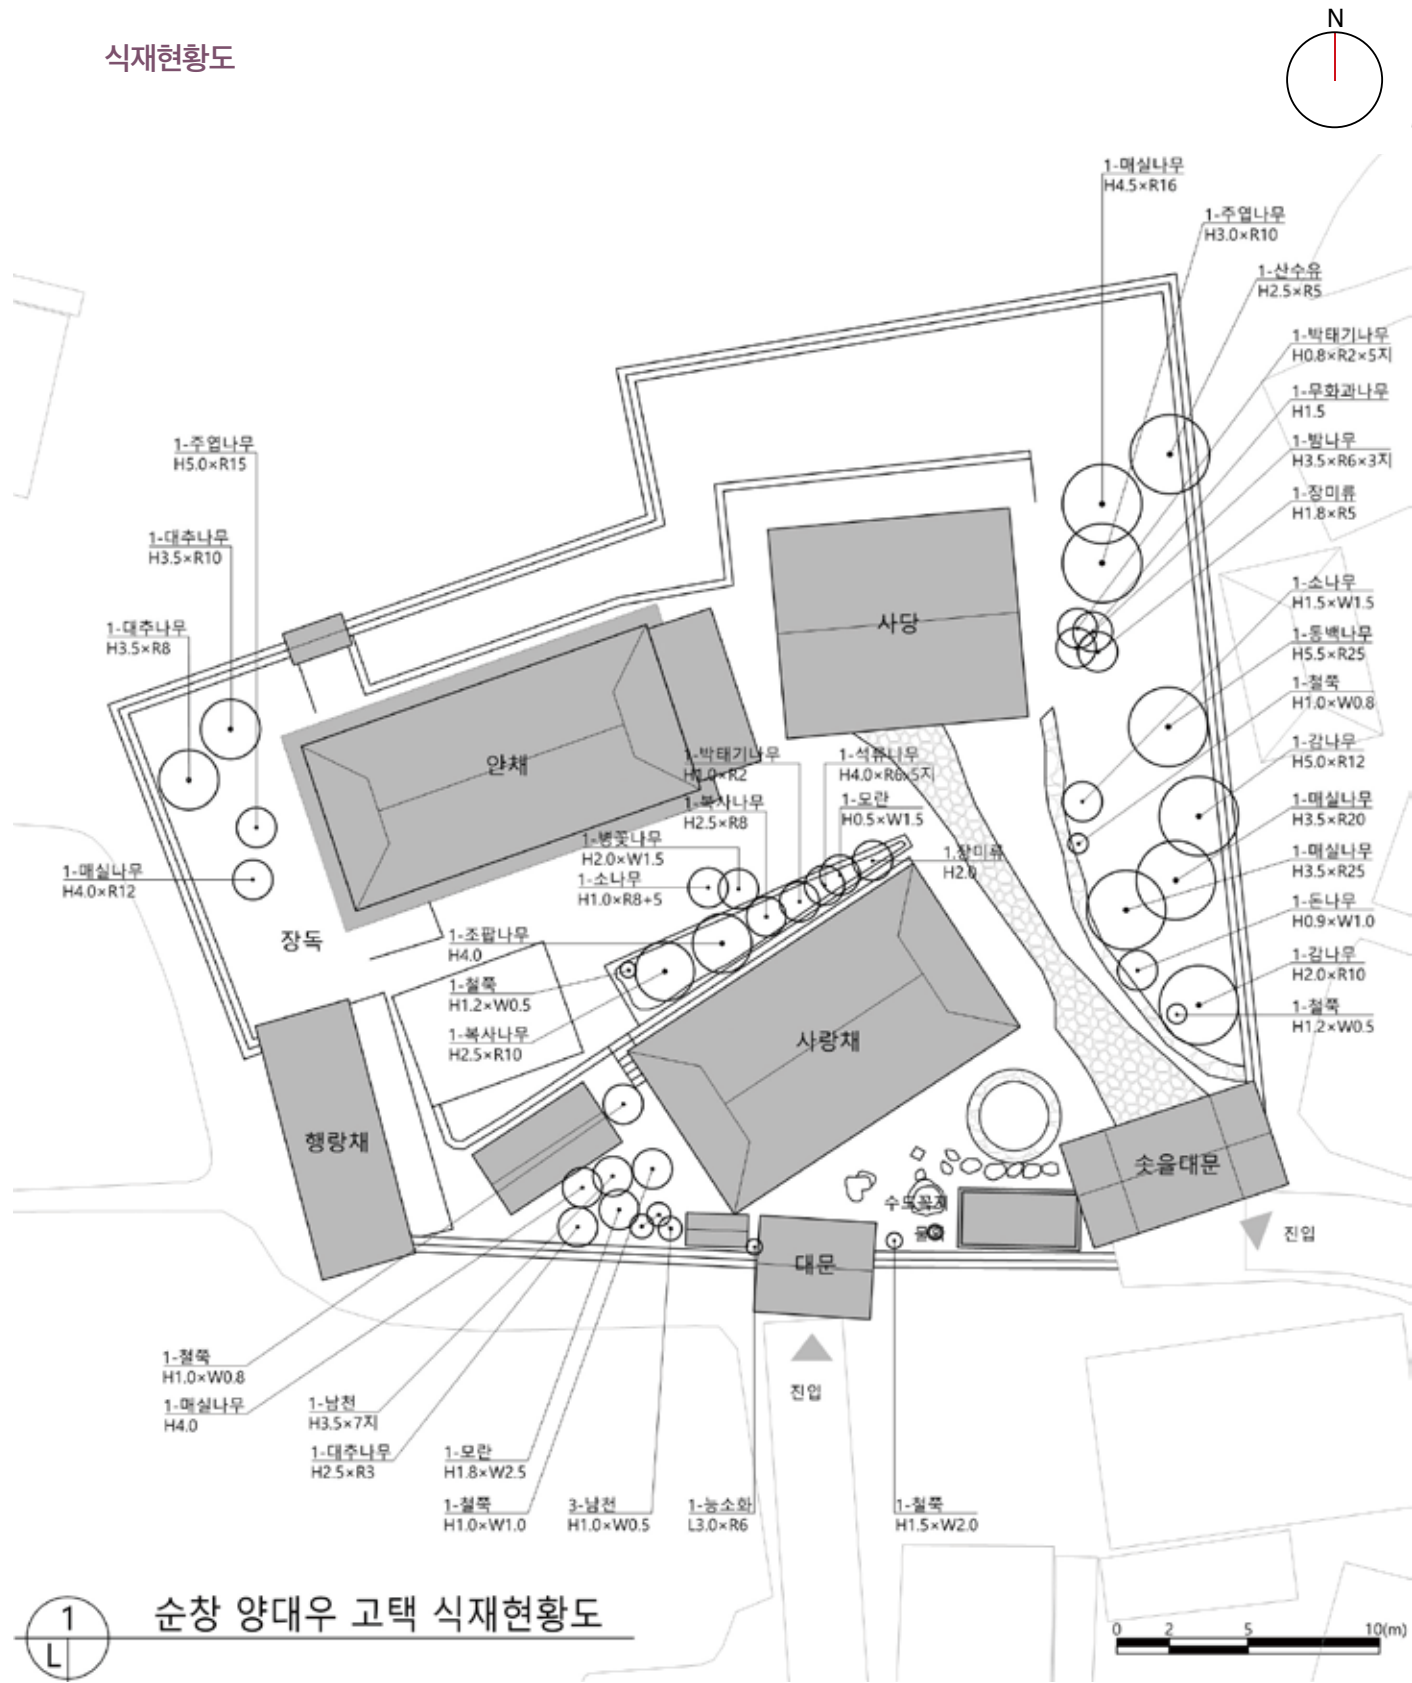 식재현황도
N
1-매실나무
H4.5×R16
1-주엽나무
H3.0×R10
1-산수유
H2.5×R5
1-박태기나무
H0.8×R2×5지
1-무화과나무
H1.5
1-밤나무
H3.5×R6×3지
1-장미류
H1.8×R5
1-소나무
H1.5×W1.5
1-동백나무
H5.5×R25
1-철쭉
H1.0×W0.8
1-감나무
H5.0×R12
1-매실나무
H3.5×R20
1-매실나무
H3.5×R25
1-돈나무
H0.9×W1.0
1-감나무
H2.0×R10
1-철쭉
H1.2×W0.5
1-주엽나무
H5.0×R15
1-대추나무
H3.5×R10
1-대추나무
H3.5×R8
1-매실나무
H4.0×R12
사당
안채
장독
1-박태기나무
H1.0×R2
1-석류나무
H4.0×R6×5지
1-복사나무
H2.5×R8
1-모란
H0.5×W1.5
1-병꽃나무
H2.0×W1.5
1.장미류
H2.0
1-소나무
H1.0×R8+5
1-조팝나무
H4.0
1-철쭉
H1.2×W0.5
1-복사나무
H2.5×R10
사랑채
행랑채
솟을대문
수도꼭지
대문
진입
진입
1-철쭉
H1.0×W0.8
1-매실나무
H4.0
1-남천
H3.5×7지
1-대추나무
H2.5×R3
1-모란
H1.8×W2.5
1-철쭉
H1.0×W1.0
3-남천
H1.0×W0.5
1-능소화
L3.0×R6
1-철쭉
H1.5×W2.0
1
L
순창 양대우 고택 식재현황도
0 2 5 10(m)